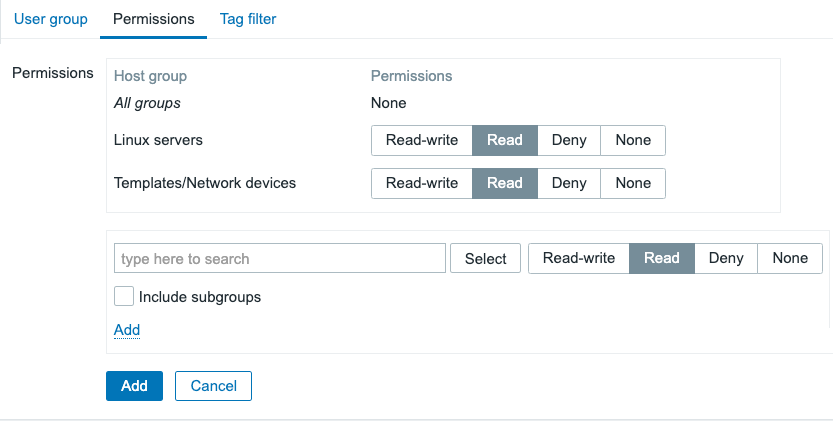 User group Permissions Tag filter
Permissions
Host group Permissions
All groups None
Linux servers Read-write Read Deny None
Templates/Network devices Read-write Read Deny None
type here to search Select Read-write Read Deny None
Include subgroups
Add
Add Cancel